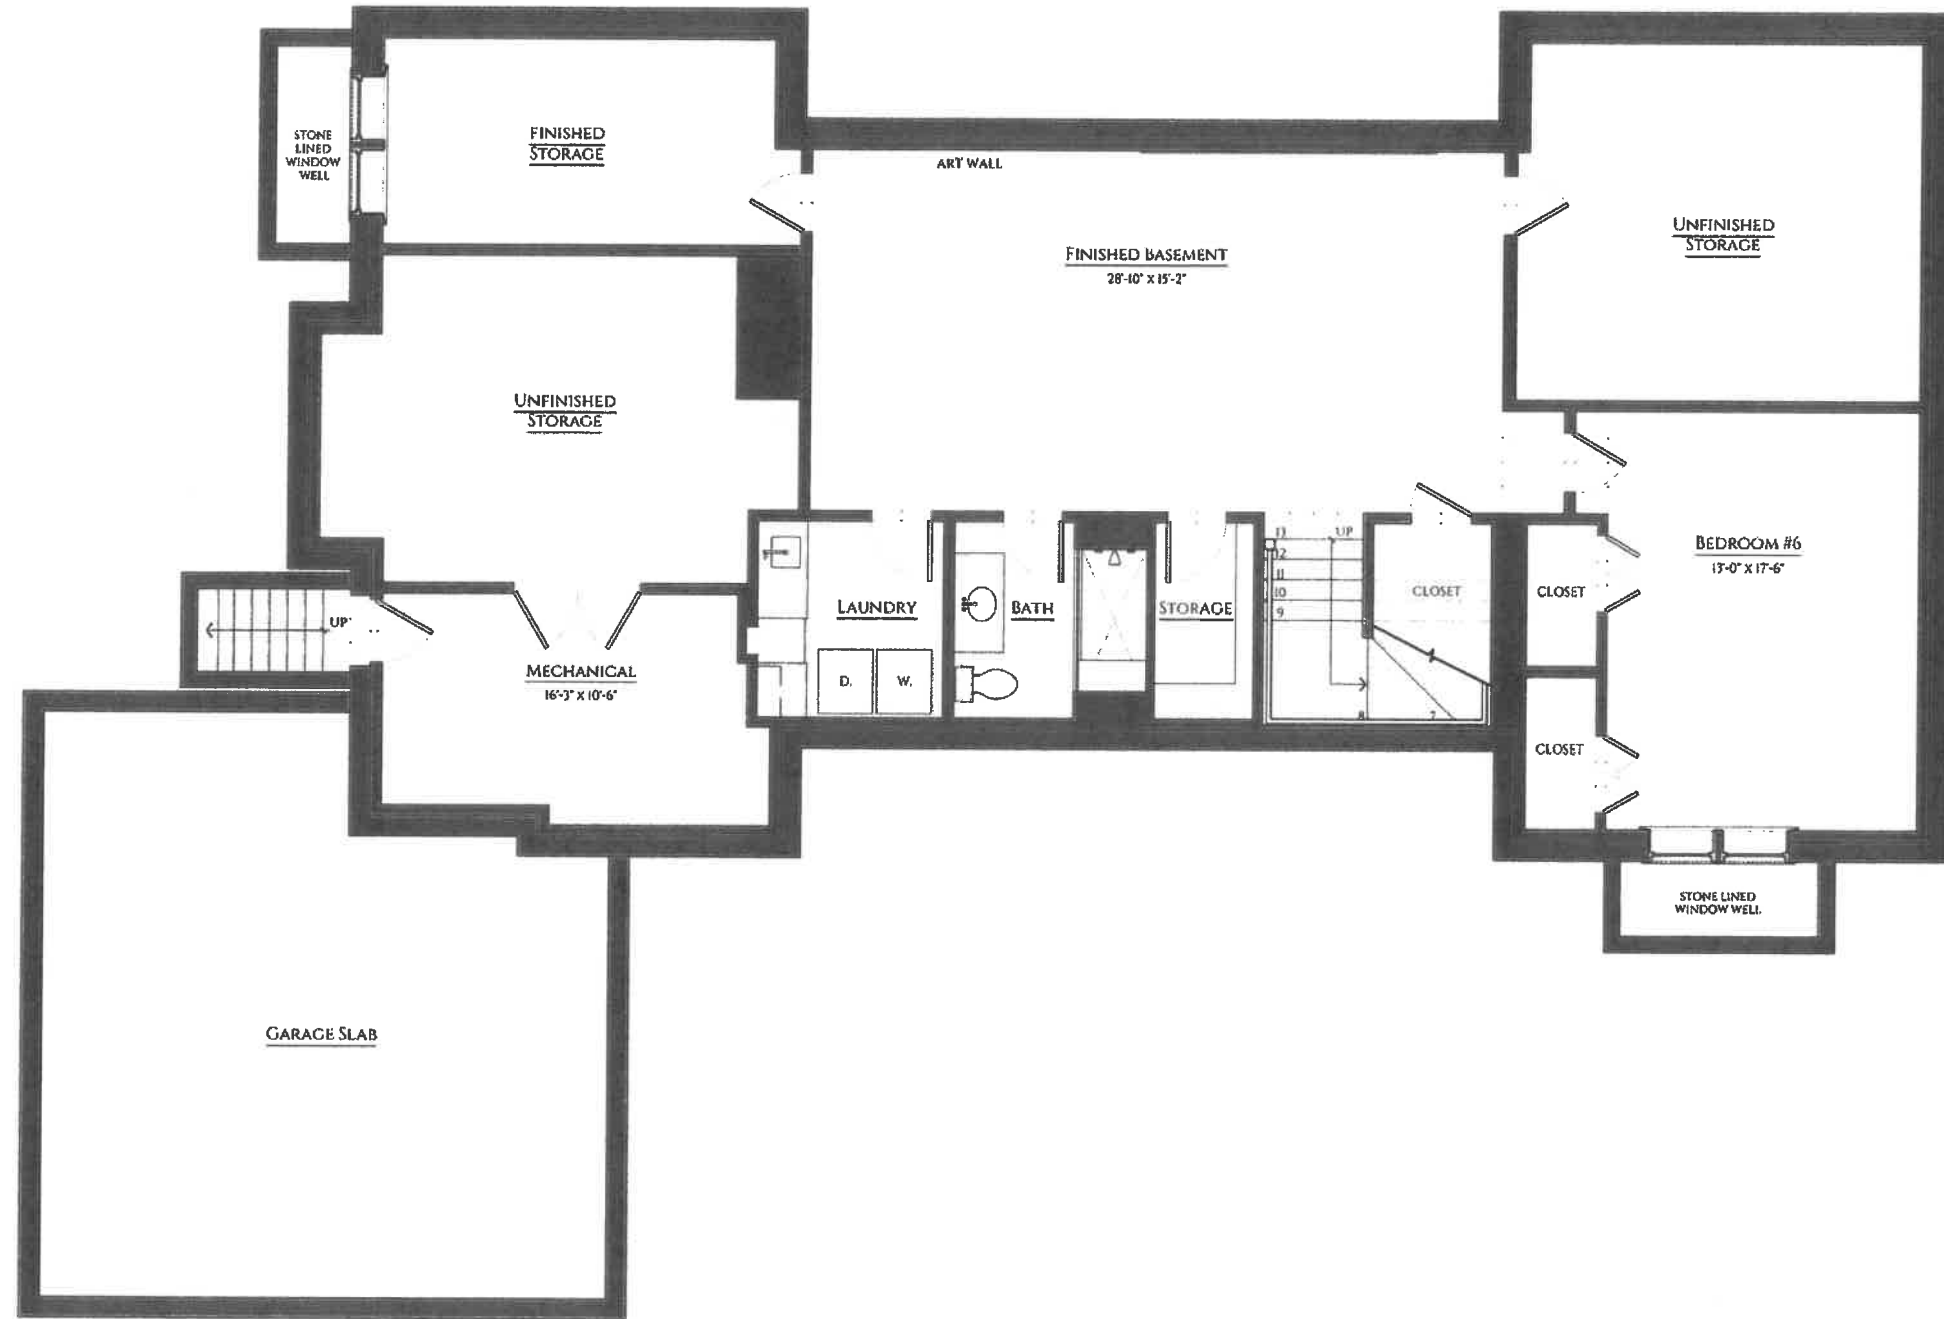 STONE
LINED
WINDOW
WELL
FINISHED
STORAGE
ART WALL
FINISHED BASEMENT
28'-10" X 15'-2"
UNFINISHED
STORAGE
UNFINISHED
STORAGE
UP
MECHANICAL
16'-3" X 10'-6"
LAUNDRY
D.
W.
BATH
STORAGE
13
12
11
10
9
8
7
UP
CLOSET
CLOSET
CLOSET
BEDROOM #6
13'-0" X 17'-6"
STONE LINED
WINDOW WELL
GARAGE SLAB